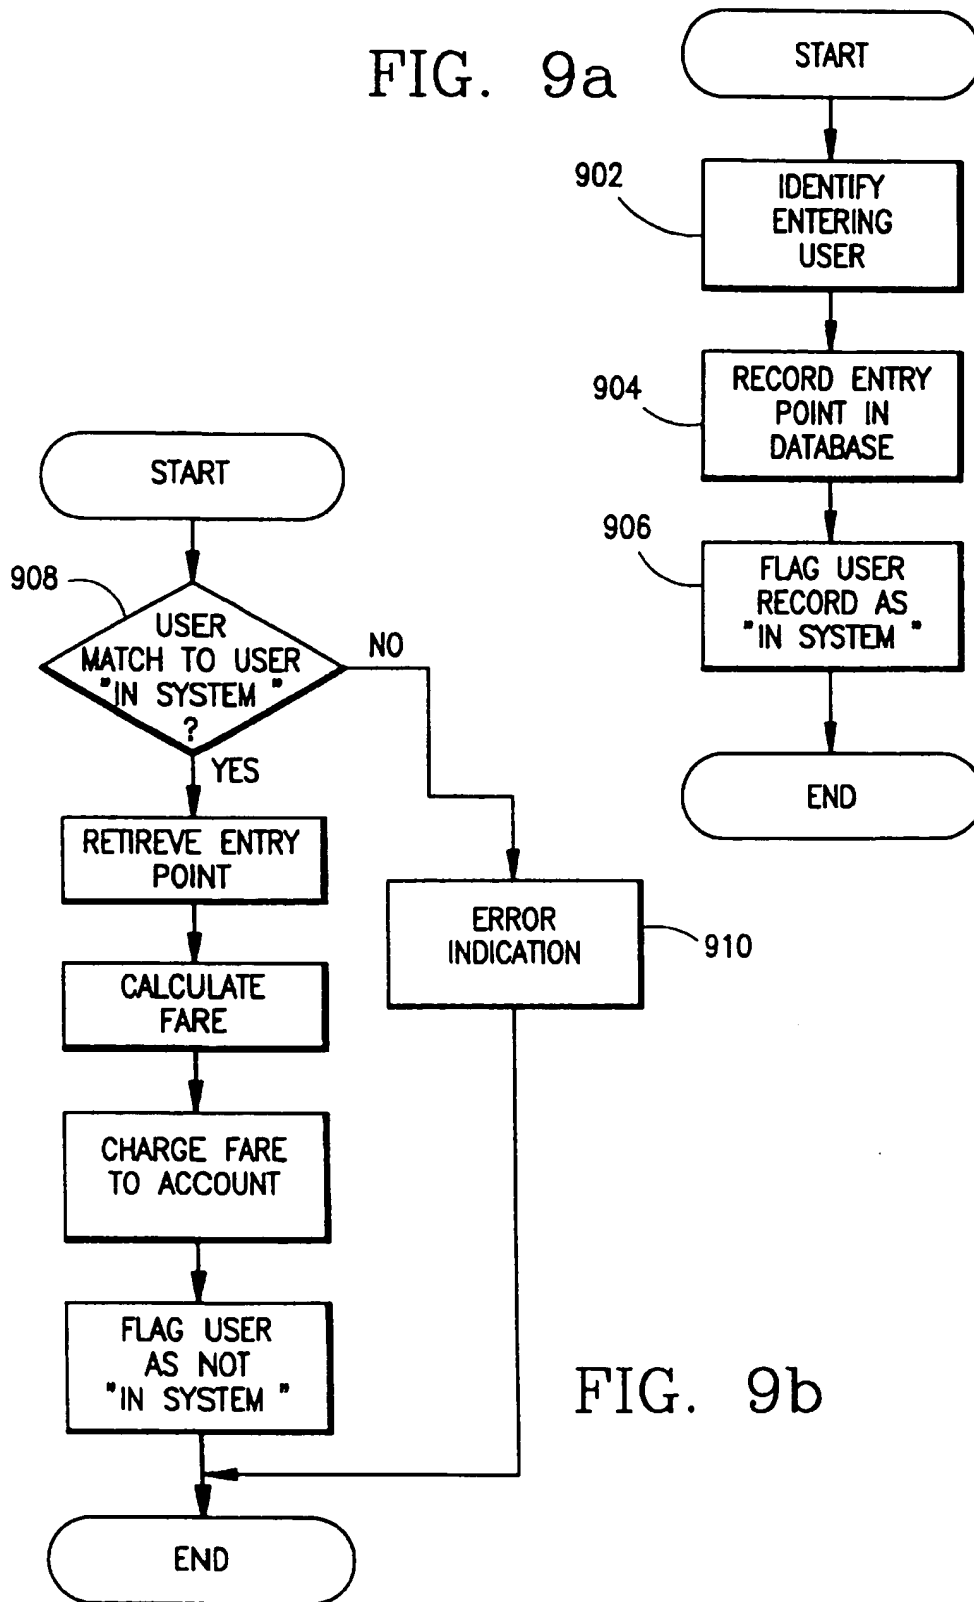 FIG. 9a
START
902
IDENTIFY
ENTERING
USER
904
RECORD ENTRY
POINT IN
DATABASE
906
FLAG USER
RECORD AS
"IN SYSTEM "
END
START
908
USER
MATCH TO USER
"IN SYSTEM "
?
NO
YES
RETIREVE ENTRY
POINT
CALCULATE
FARE
CHARGE FARE
TO ACCOUNT
FLAG USER
AS NOT
"IN SYSTEM "
END
ERROR
INDICATION
910
FIG. 9b